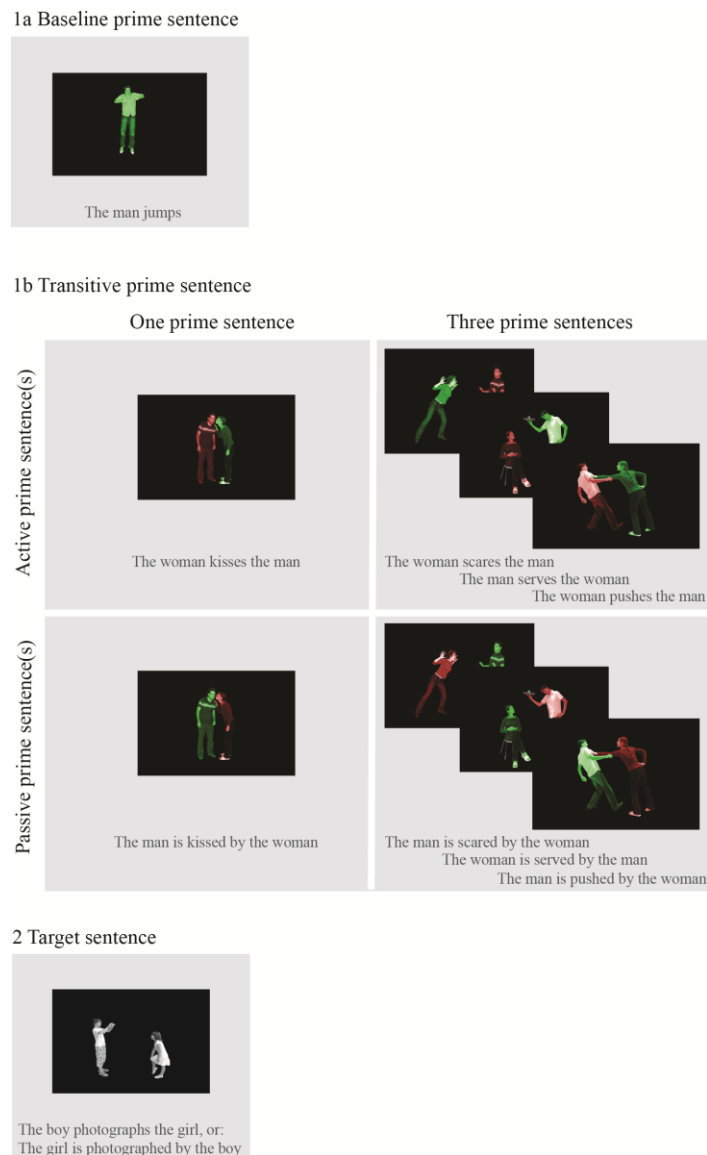 1a Baseline prime sentence
The man jumps
1b Transitive prime sentence
One prime sentence
Three prime sentences
Active prime sentence(s)
The woman kisses the man
The woman scares the man
The man serves the woman
The woman pushes the man
Passive prime sentence(s)
The man is kissed by the woman
The man is scared by the woman
The woman is served by the man
The man is pushed by the woman
2 Target sentence
The boy photographs the girl, or:
The girl is photographed by the boy